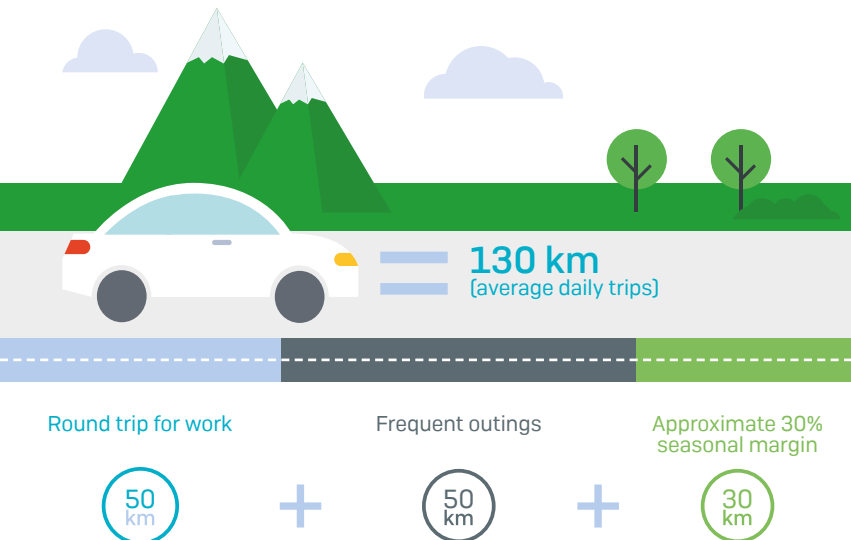 130 km
(average daily trips)
Round trip for work
50
km
+
Frequent outings
50
km
+
Approximate 30%
seasonal margin
30
km